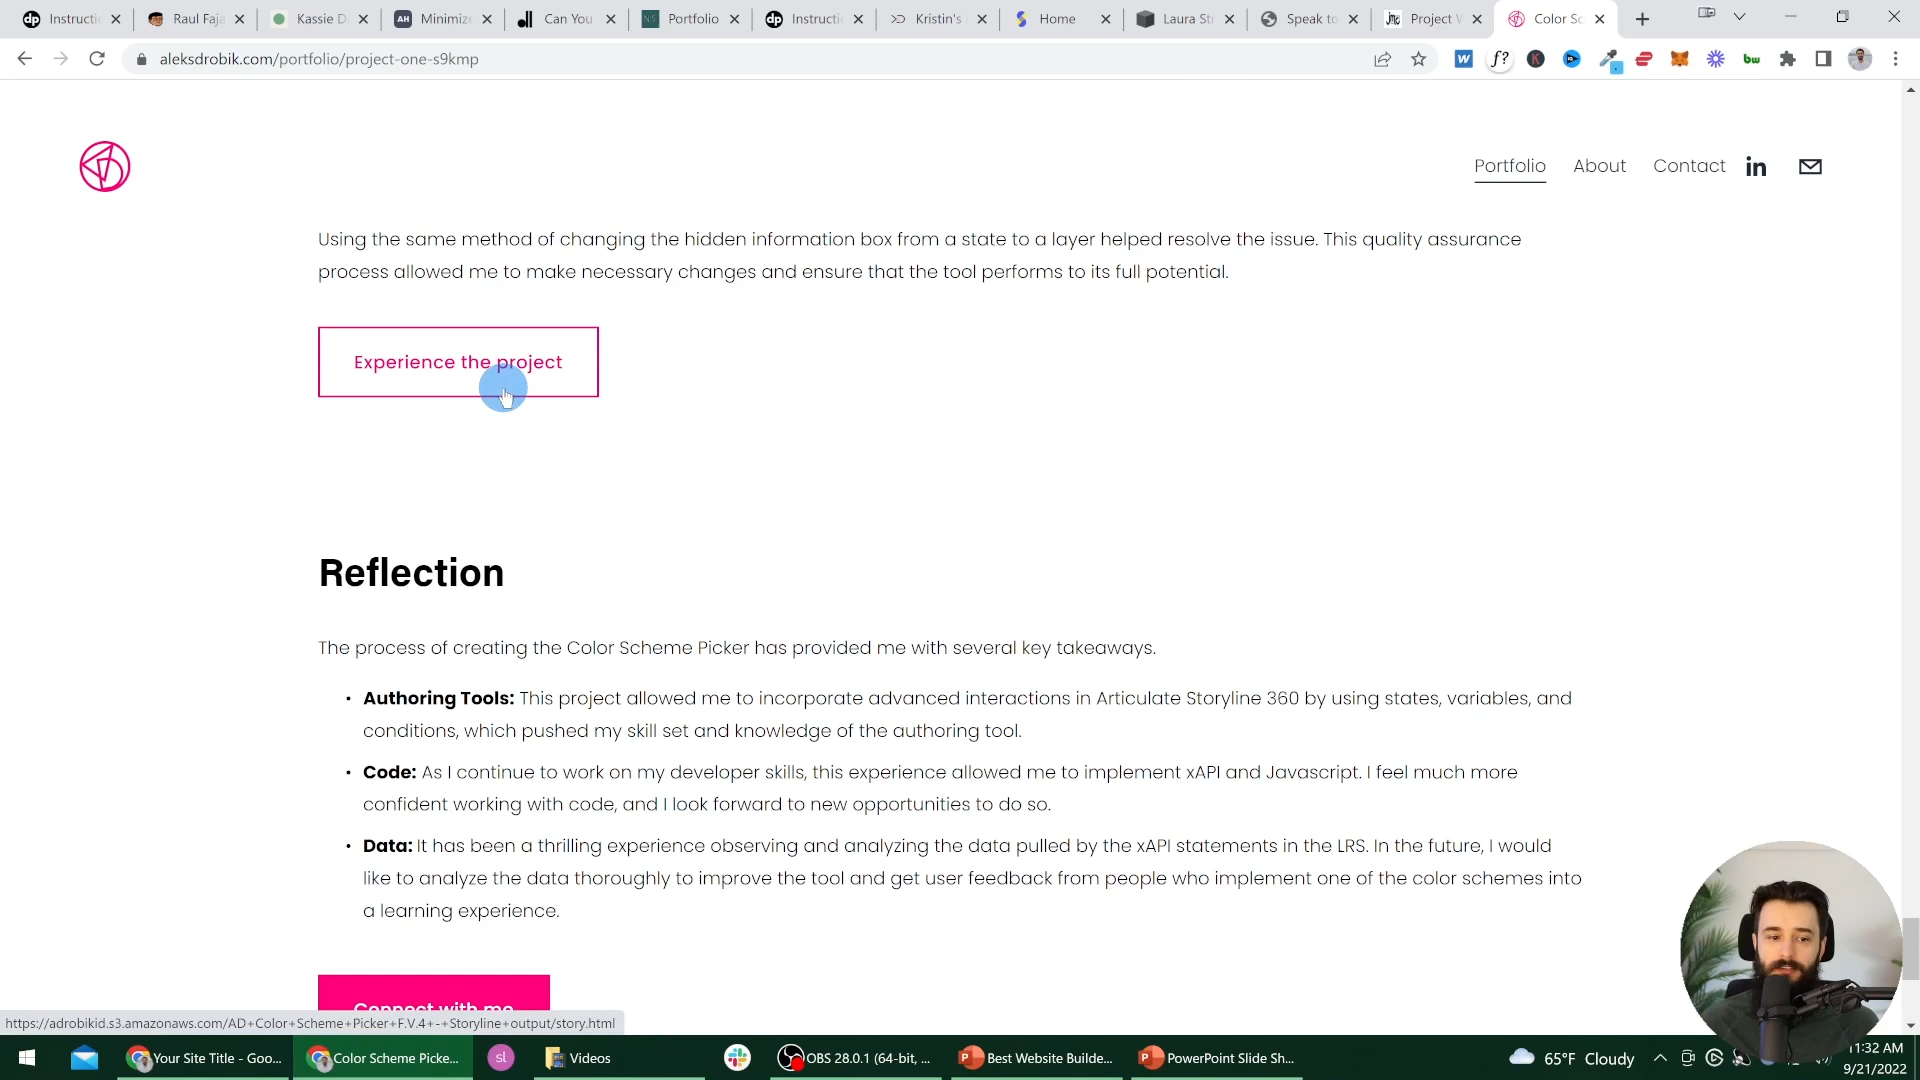 Instructi
Raul Faja
Kassie D
Minimize
Can You
Portfolio
Instructi
Kristin's
Home
Laura Str
Speak to
Project W
Color Sc
aleksdrobik.com/portfolio/project-one-s9kmp
Portfolio
About
Contact
Using the same method of changing the hidden information box from a state to a layer helped resolve the issue. This quality assurance
process allowed me to make necessary changes and ensure that the tool performs to its full potential.
Experience the project
Reflection
The process of creating the Color Scheme Picker has provided me with several key takeaways.
• Authoring Tools: This project allowed me to incorporate advanced interactions in Articulate Storyline 360 by using states, variables, and
conditions, which pushed my skill set and knowledge of the authoring tool.
• Code: As I continue to work on my developer skills, this experience allowed me to implement xAPI and Javascript. I feel much more
confident working with code, and I look forward to new opportunities to do so.
• Data: It has been a thrilling experience observing and analyzing the data pulled by the xAPI statements in the LRS. In the future, I would
like to analyze the data thoroughly to improve the tool and get user feedback from people who implement one of the color schemes into
a learning experience.
Connect with me
https://adrobikid.s3.amazonaws.com/AD+Color+Scheme+Picker+F.V.4+-+Storyline+output/story.html
Your Site Title - Goo...
Color Scheme Picke...
sl
Videos
OBS 28.0.1 (64-bit, ...
Best Website Builde...
PowerPoint Slide Sh...
65°F Cloudy
11:32 AM
9/21/2022